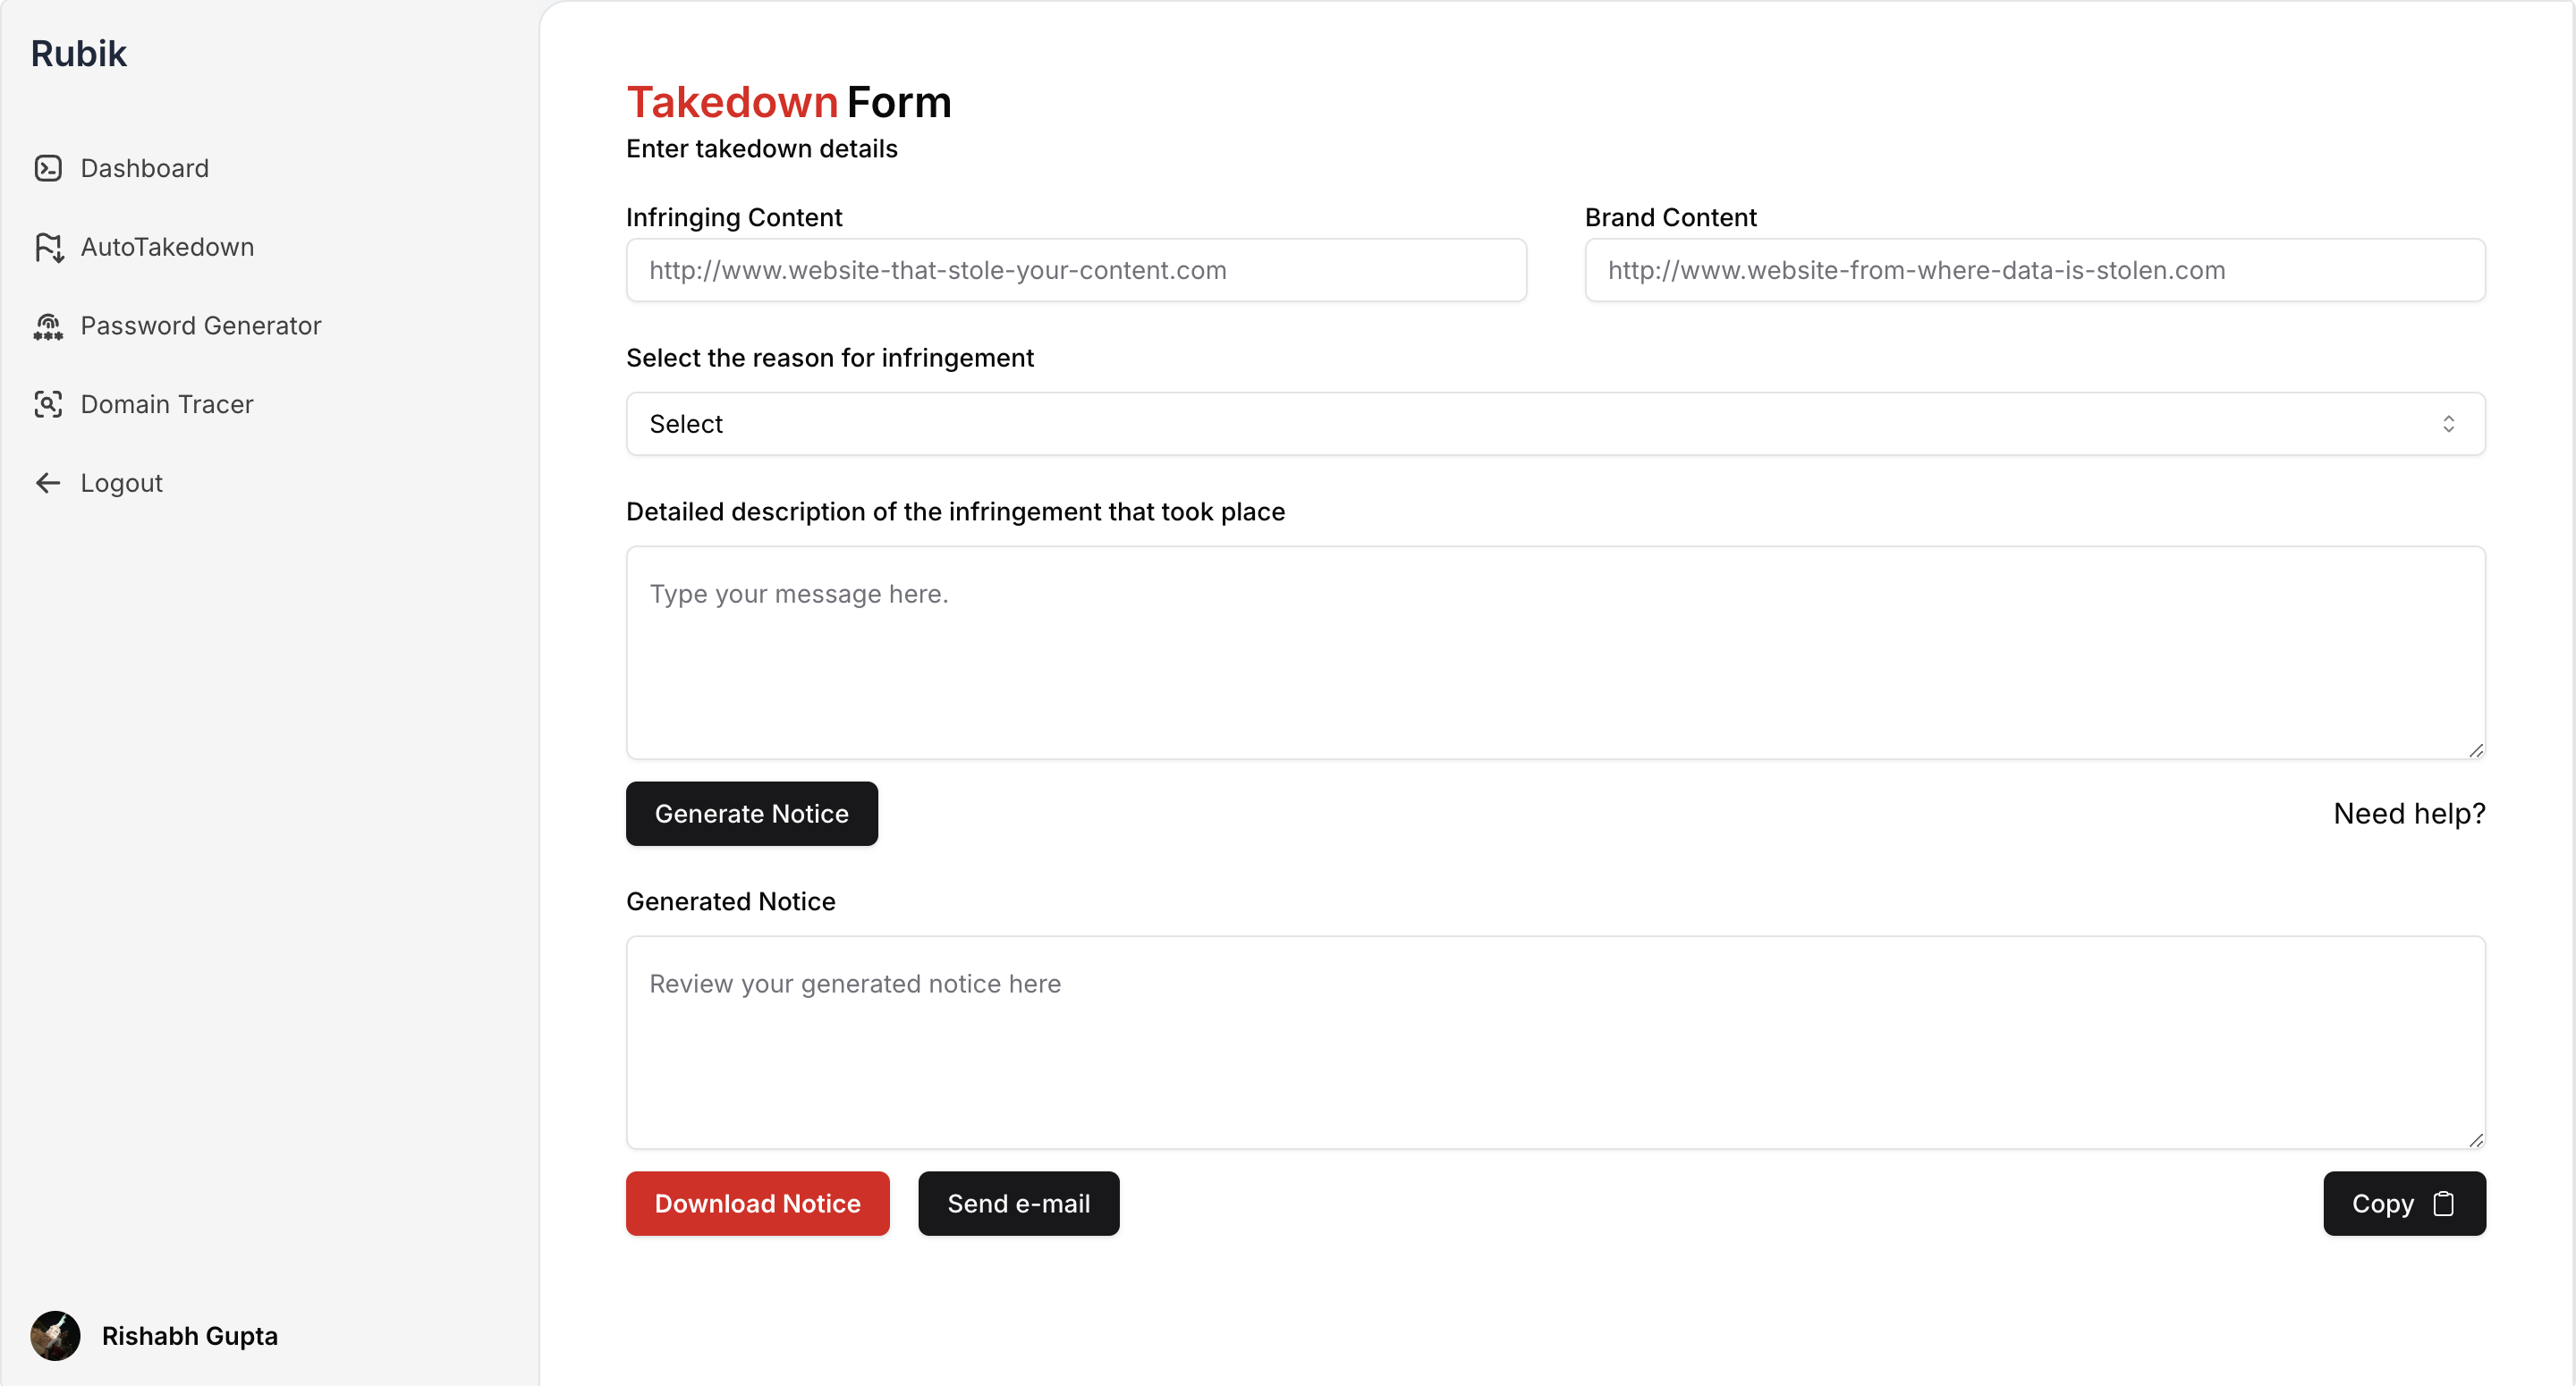 Rubik
Dashboard
AutoTakedown
Password Generator
Domain Tracer
Logout
Rishabh Gupta
Takedown Form
Enter takedown details
Infringing Content
http://www.website-that-stole-your-content.com
Brand Content
http://www.website-from-where-data-is-stolen.com
Select the reason for infringement
Select
Detailed description of the infringement that took place
Type your message here.
Generate Notice
Need help?
Generated Notice
Review your generated notice here
Download Notice
Send e-mail
Copy